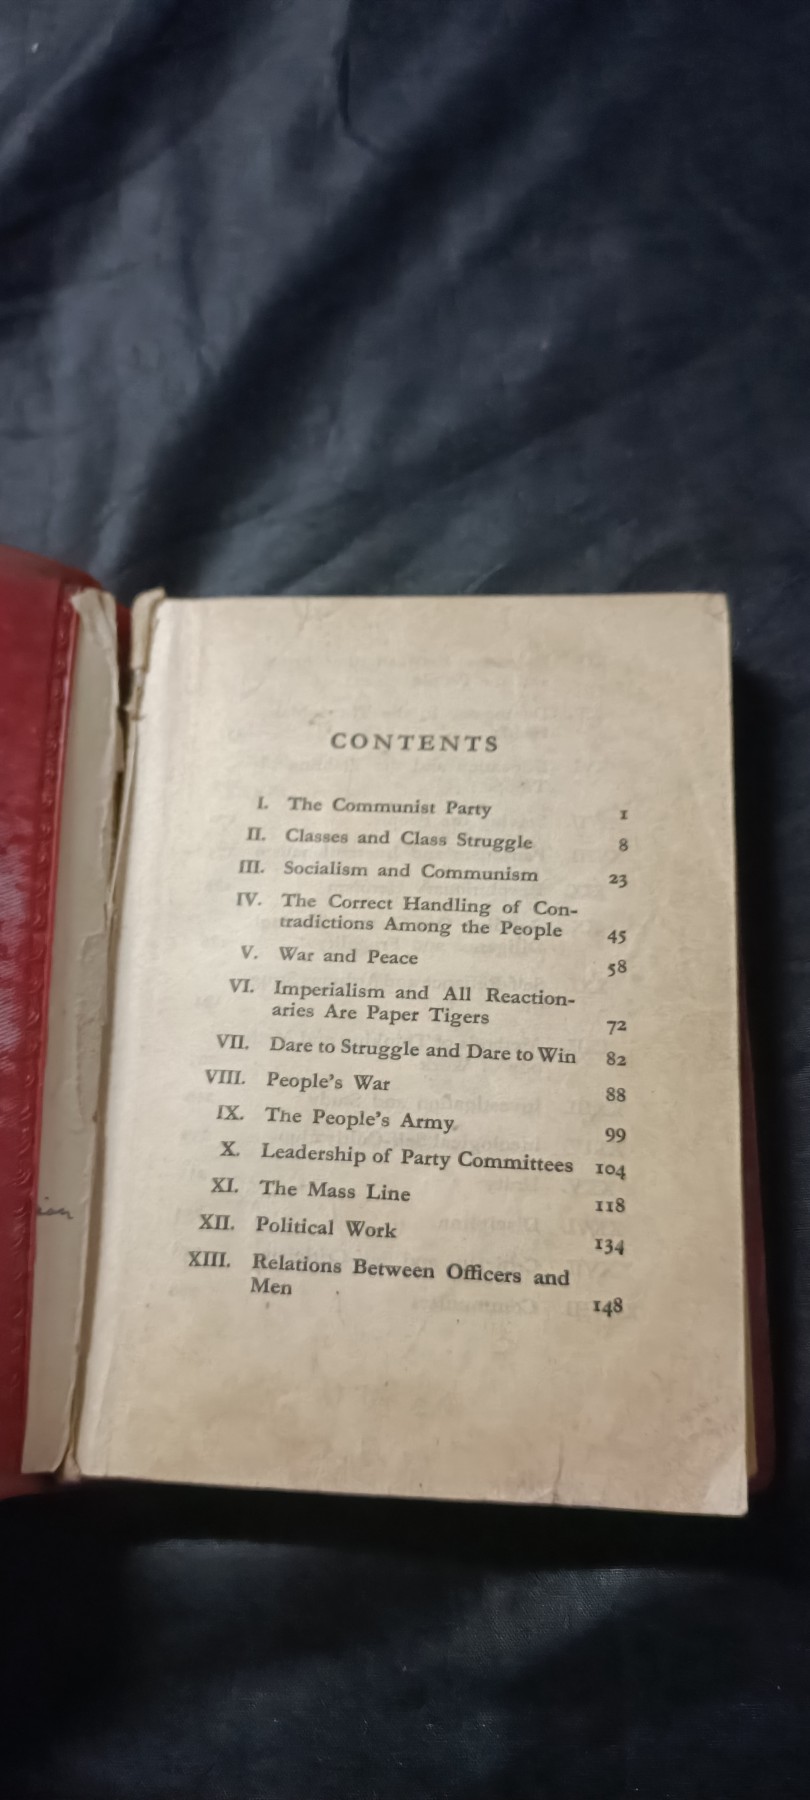 CONTENTS
I. The Communist Party 1
II. Classes and Class Struggle 8
III. Socialism and Communism 23
IV. The Correct Handling of Con-
tradictions Among the People 45
V. War and Peace 58
VI. Imperialism and All Reaction-
aries Are Paper Tigers 72
VII. Dare to Struggle and Dare to Win 82
VIII. People's War 88
IX. The People's Army 99
X. Leadership of Party Committees 104
XI. The Mass Line 118
XII. Political Work 134
XIII. Relations Between Officers and
Men 148